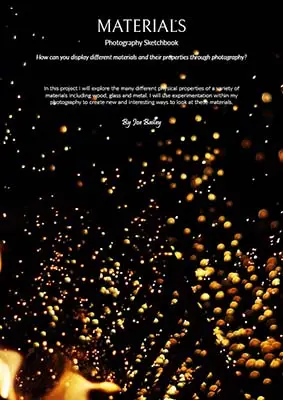 MATERIALS
Photography Sketchbook
How can you display different materials and their properties through photography?
In this project I will explore the many different physical properties of a variety of
materials including wood, glass and metal. I will use experimentation within my
photography to create new and interesting ways to look at these materials.
By Joe Bailey